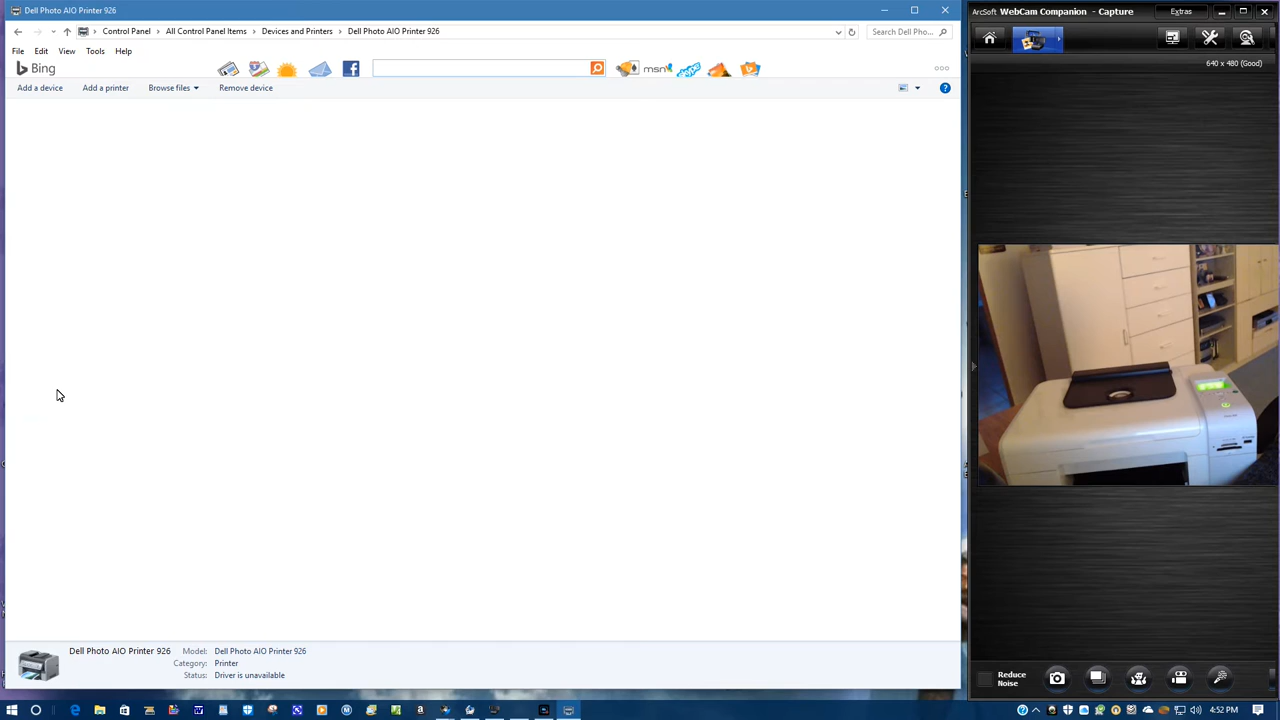 Dell Photo AIO Printer 926
Control Panel > All Control Panel Items > Devices and Printers > Dell Photo AIO Printer 926
Search Dell Pho...
File Edit View Tools Help
Bing
msn
skype
Add a device Add a printer Browse files Remove device
Dell Photo AIO Printer 926
Model: Dell Photo AIO Printer 926
Category: Printer
Status: Driver is unavailable
ArcSoft WebCam Companion - Capture Extras
640 x 480 (Good)
Reduce
Noise
4:52 PM